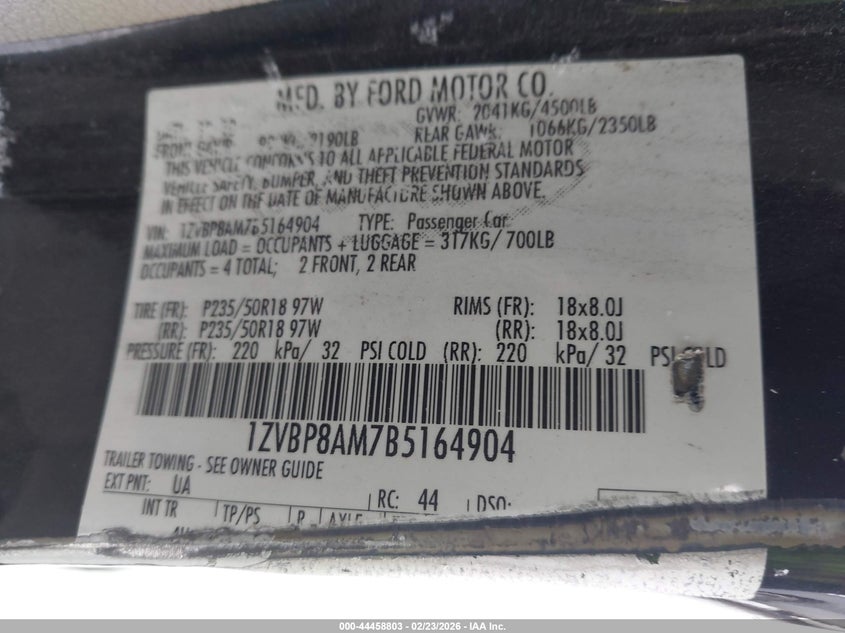 MFD. BY FORD MOTOR CO.
GVWR: 2041KG/4500LB
FRONT 2190LB REAR GAWR: 1066KG/2350LB
THIS VEHICLE CONFORMS TO ALL APPLICABLE FEDERAL MOTOR
VEHICLE SAFETY, BUMPER, AND THEFT PREVENTION STANDARDS
IN EFFECT ON THE DATE OF MANUFACTURE SHOWN ABOVE.
VIN: 1ZVBP8AM7B5164904 TYPE: Passenger Car
MAXIMUM LOAD = OCCUPANTS + LUGGAGE = 317KG/ 700LB
OCCUPANTS = 4 TOTAL; 2 FRONT, 2 REAR
TIRE (FR): P235/50R18 97W RIMS (FR): 18x8.0J
(RR): P235/50R18 97W (RR): 18x8.0J
PRESSURE (FR): 220 kPa/ 32 PSI COLD (RR): 220 kPa/ 32 PSI COLD
1ZVBP8AM7B5164904
TRAILER TOWING - SEE OWNER GUIDE
EXT PNT: UA RC: 44 DSO:
INT TR TP/PS R AXLE
000-44458803 - 02/23/2026 - IAA Inc.